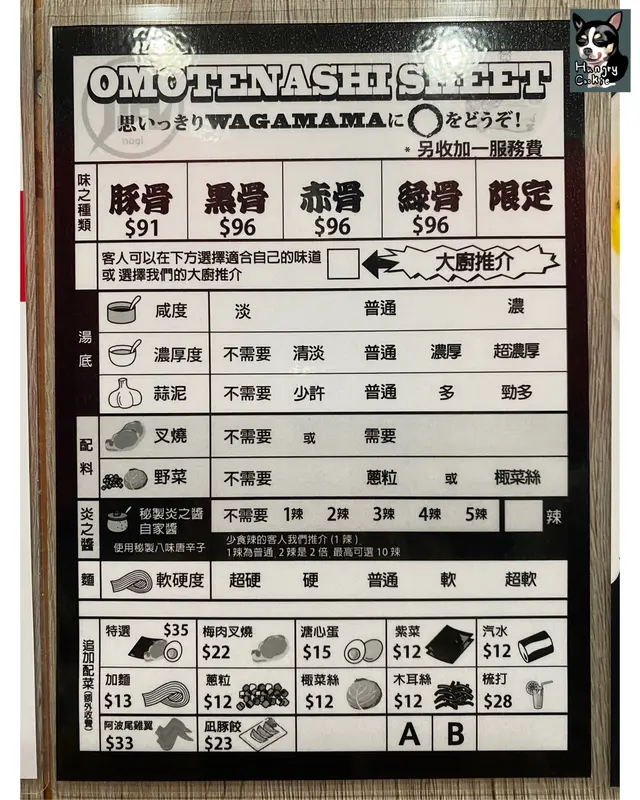 Hungry
Cookie
OMOTENASHI SHEET
思いっきりWAGAMAMAに〇をどうぞ!
nagi
* 另收加一服務費
味之種類
豚骨 黒骨 赤骨 綠骨 限定
$91 $96 $96 $96
客人可以在下方選擇適合自己的味道
或 選擇我們的大廚推介
大廚推介
湯底
咸度 淡 普通 濃
濃厚度 不需要 清淡 普通 濃厚 超濃厚
蒜泥 不需要 少許 普通 多 勁多
配料
叉燒 不需要 或 需要
野菜 不需要 蔥粒 或 椰菜絲
炎之醬
秘製炎之醬
自家醬
使用秘製八味唐辛子
不需要 1辣 2辣 3辣 4辣 5辣 辣
少食辣的客人我們推介 (1 辣)
1辣為普通 2辣是2倍 最高可選10辣
麵
軟硬度 超硬 硬 普通 軟 超軟
追加配菜(額外收費)
特選 $35 梅肉叉燒 $22 溏心蛋 $15 紫菜 $12 汽水 $12
加麵 $13 蔥粒 $12 椰菜絲 $12 木耳絲 $12 梳打 $28
阿波尾雞翼 $33 凪豚餃 $23 A B